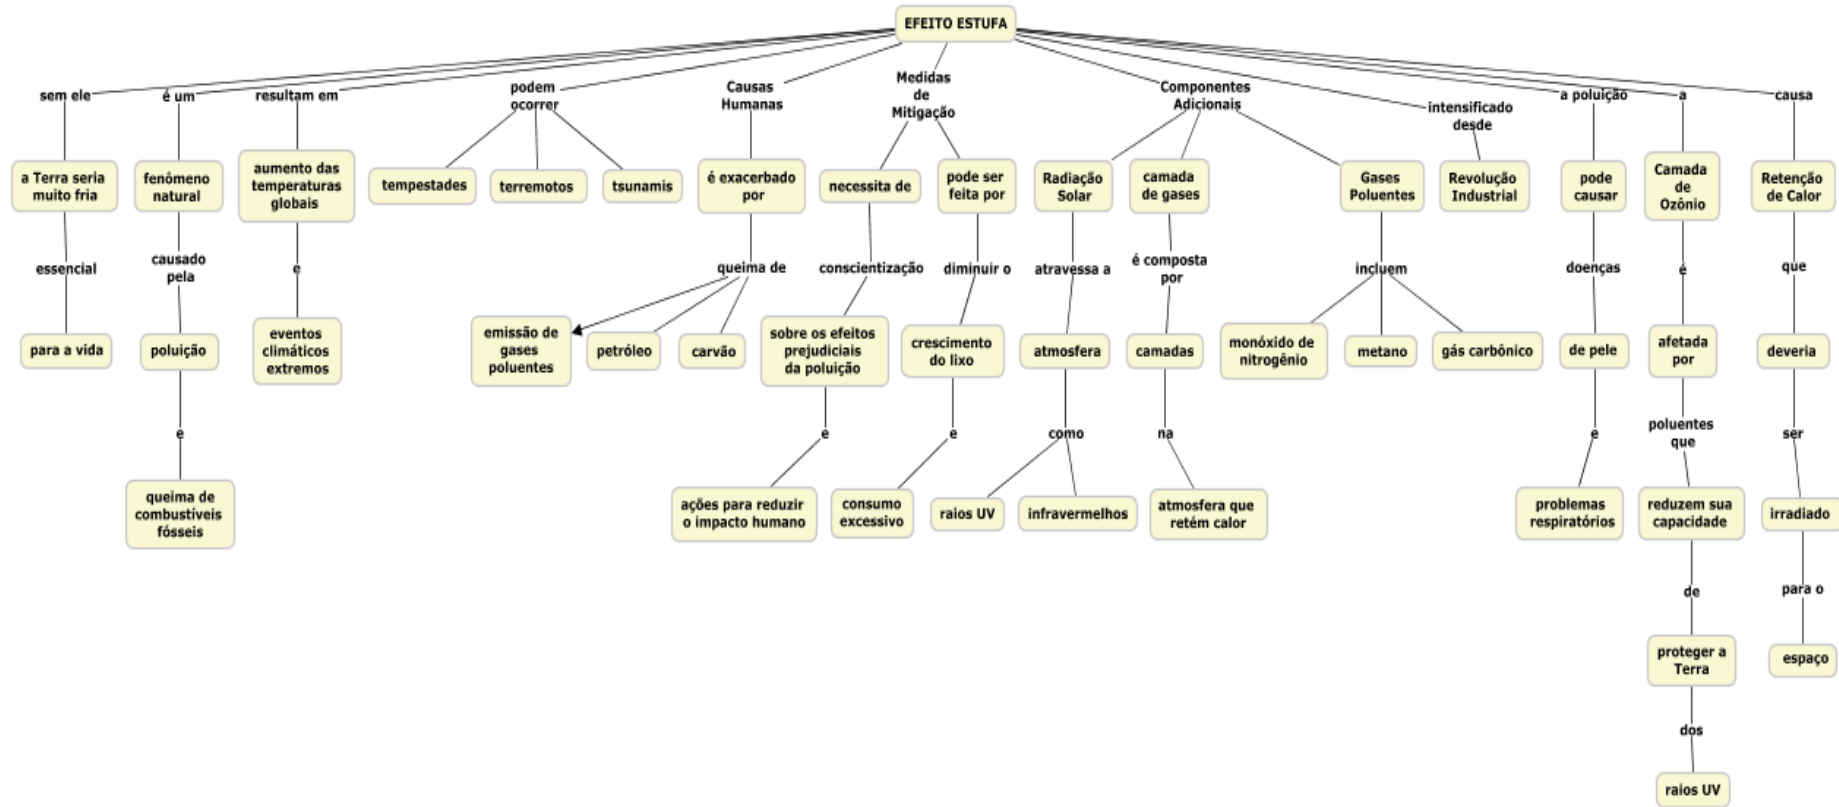 EFEITO ESTUFA
sem ele
é um
resultam em
podem
ocorrer
Causas
Humanas
Medidas
de
Mitigação
Componentes
Adicionais
intensificado
desde
a poluição
a
causa
a Terra seria
muito fria
fenômeno
natural
aumento das
temperaturas
globais
tempestades
terremotos
tsunamis
é exacerbado
por
necessita de
pode ser
feita por
Radiação
Solar
camada
de gases
Gases
Poluentes
Revolução
Industrial
pode
causar
Camada
de
Ozônio
Retenção
de Calor
essencial
causado
pela
e
queima de
conscientização
diminuir o
atravessa a
é composta
por
incluem
doenças
é
que
para a vida
poluição
eventos
climáticos
extremos
emissão de
gases
poluentes
petróleo
carvão
sobre os efeitos
prejudiciais
da poluição
crescimento
do lixo
atmosfera
camadas
monóxido de
nitrogênio
metano
gás carbônico
de pele
afetada
por
deveria
e
e
e
como
na
e
poluentes
que
ser
queima de
combustíveis
fósseis
ações para reduzir
o impacto humano
consumo
excessivo
raios UV
infravermelhos
atmosfera que
retém calor
problemas
respiratórios
reduzem sua
capacidade
irradiado
de
para o
proteger a
Terra
espaço
dos
raios UV